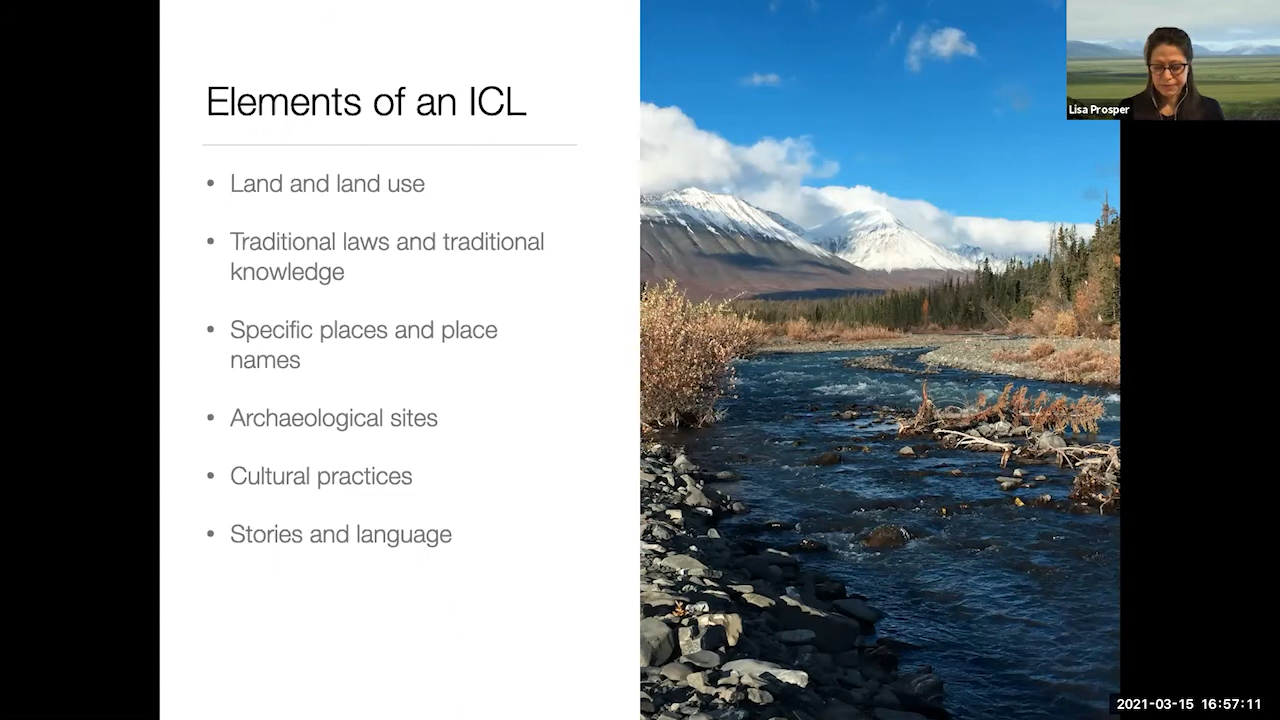 Elements of an ICL
• Land and land use
• Traditional laws and traditional
knowledge
• Specific places and place
names
• Archaeological sites
• Cultural practices
• Stories and language
Lisa Prosper
2021-03-15 16:57:11